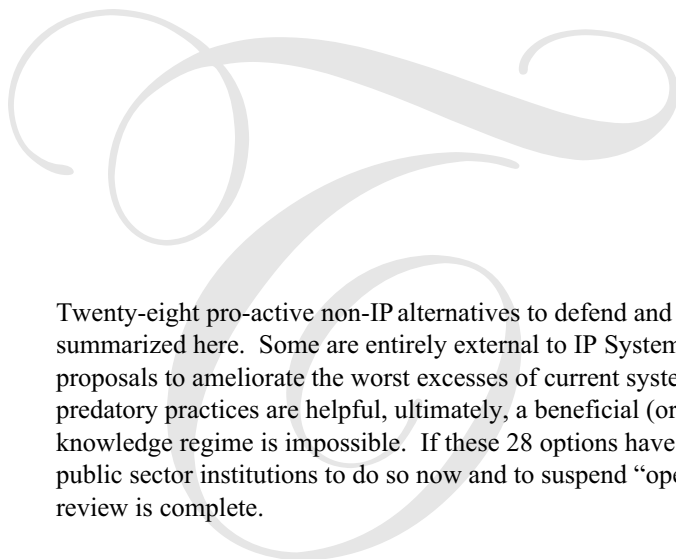 Twenty-eight pro-active non-IP alternatives to defend and
summarized here.  Some are entirely external to IP System
proposals to ameliorate the worst excesses of current syste
predatory practices are helpful, ultimately, a beneficial (or
knowledge regime is impossible.  If these 28 options have
public sector institutions to do so now and to suspend “ope
review is complete.